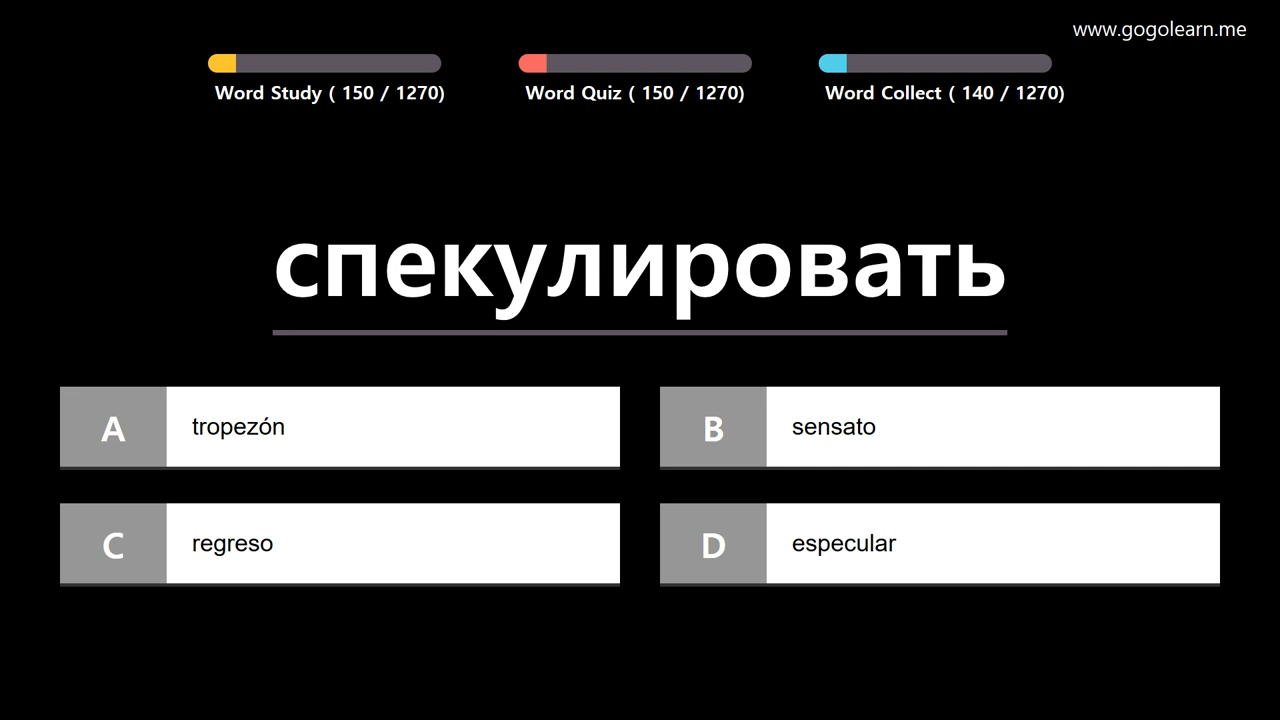 www.gogolearn.me
Word Study ( 150 / 1270)
Word Quiz ( 150 / 1270)
Word Collect ( 140 / 1270)
спекулировать
A tropezón
B sensato
C regreso
D especular